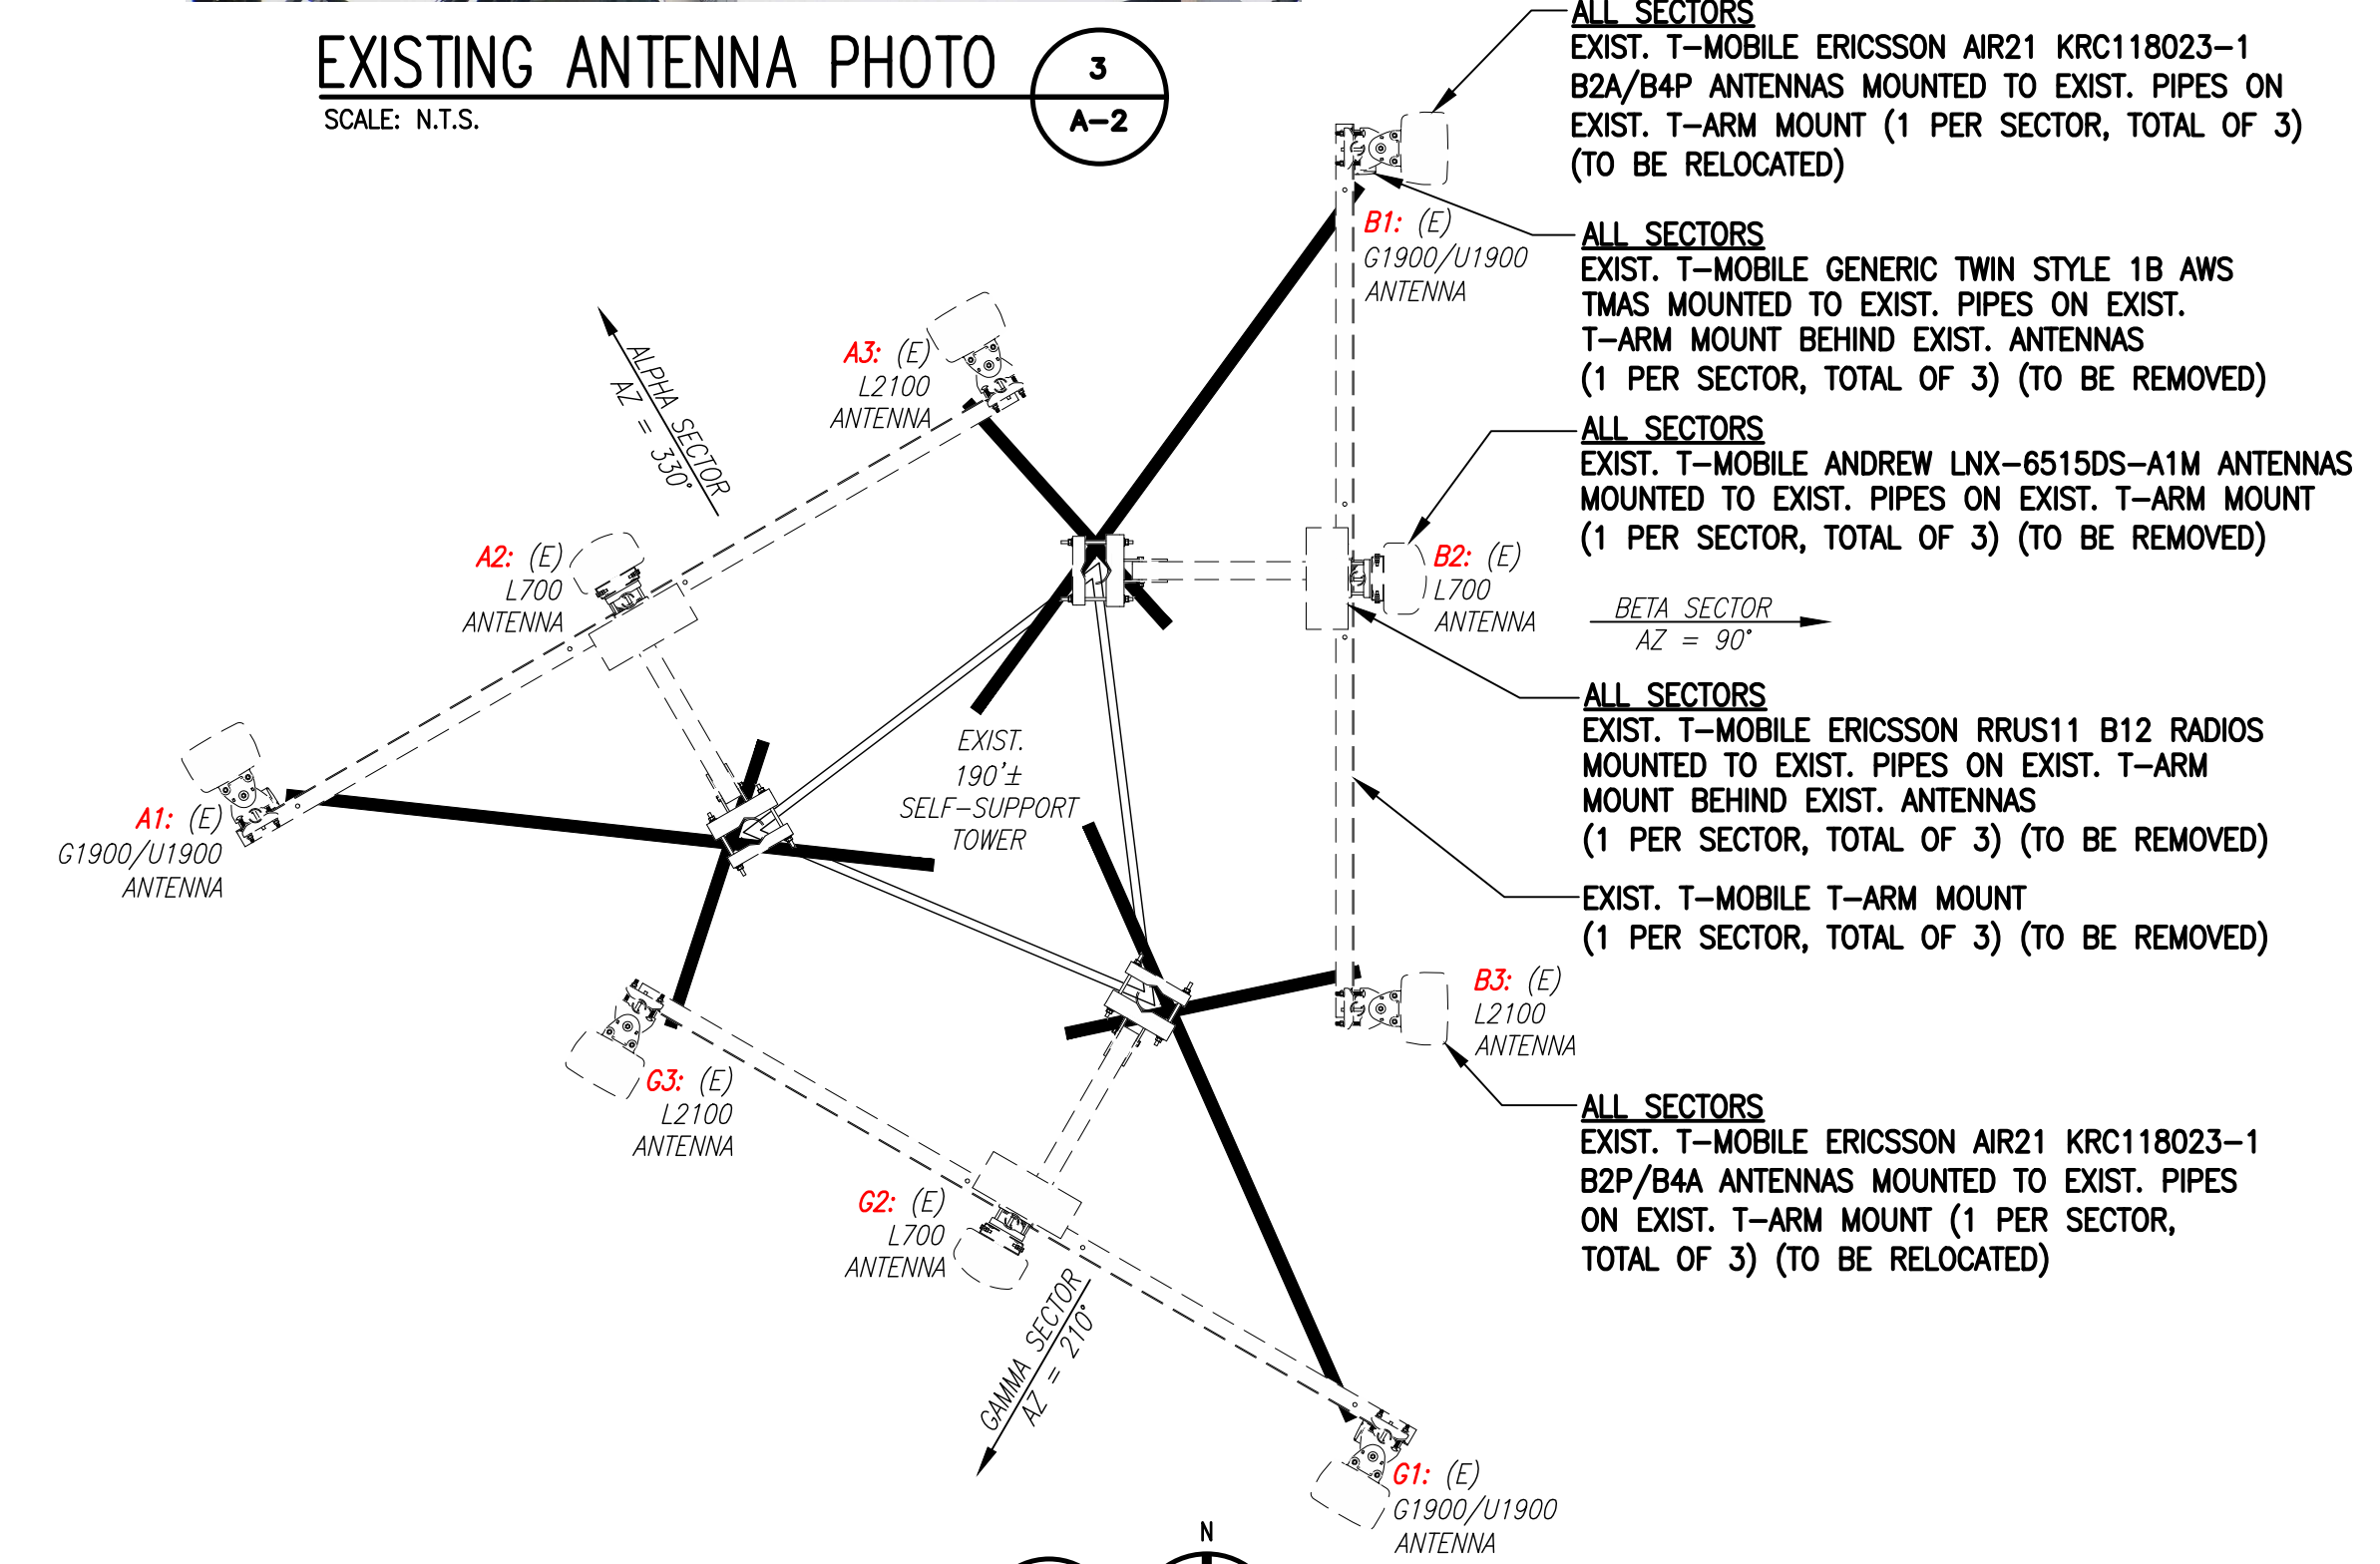 EXISTING ANTENNA PHOTO
SCALE: N.T.S.
3
A-2
ALL SECTORS
EXIST. T-MOBILE ERICSSON AIR21 KRC118023-1
B2A/B4P ANTENNAS MOUNTED TO EXIST. PIPES ON
EXIST. T-ARM MOUNT (1 PER SECTOR, TOTAL OF 3)
(TO BE RELOCATED)
ALL SECTORS
EXIST. T-MOBILE GENERIC TWIN STYLE 1B AWS
TMAS MOUNTED TO EXIST. PIPES ON EXIST.
T-ARM MOUNT BEHIND EXIST. ANTENNAS
(1 PER SECTOR, TOTAL OF 3) (TO BE REMOVED)
ALL SECTORS
EXIST. T-MOBILE ANDREW LNX-6515DS-A1M ANTENNAS
MOUNTED TO EXIST. PIPES ON EXIST. T-ARM MOUNT
(1 PER SECTOR, TOTAL OF 3) (TO BE REMOVED)
BETA SECTOR
AZ = 90°
ALL SECTORS
EXIST. T-MOBILE ERICSSON RRUS11 B12 RADIOS
MOUNTED TO EXIST. PIPES ON EXIST. T-ARM
MOUNT BEHIND EXIST. ANTENNAS
(1 PER SECTOR, TOTAL OF 3) (TO BE REMOVED)
EXIST. T-MOBILE T-ARM MOUNT
(1 PER SECTOR, TOTAL OF 3) (TO BE REMOVED)
ALL SECTORS
EXIST. T-MOBILE ERICSSON AIR21 KRC118023-1
B2P/B4A ANTENNAS MOUNTED TO EXIST. PIPES
ON EXIST. T-ARM MOUNT (1 PER SECTOR,
TOTAL OF 3) (TO BE RELOCATED)
B1: (E)
G1900/U1900
ANTENNA
A3: (E)
L2100
ANTENNA
ALPHA SECTOR
AZ = 330°
A2: (E)
L700
ANTENNA
B2: (E)
L700
ANTENNA
EXIST.
190'±
SELF-SUPPORT
TOWER
A1: (E)
G1900/U1900
ANTENNA
B3: (E)
L2100
ANTENNA
G3: (E)
L2100
ANTENNA
G2: (E)
L700
ANTENNA
GAMMA SECTOR
AZ = 210°
G1: (E)
G1900/U1900
ANTENNA
N